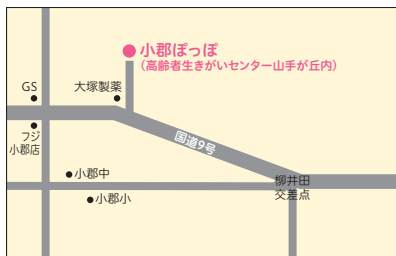 小郡ぽっぽ
（高齢者生きがいセンター山手が丘内）
GS
大塚製薬
フジ
小郡店
国道9号
小郡中
柳井田
交差点
小郡小